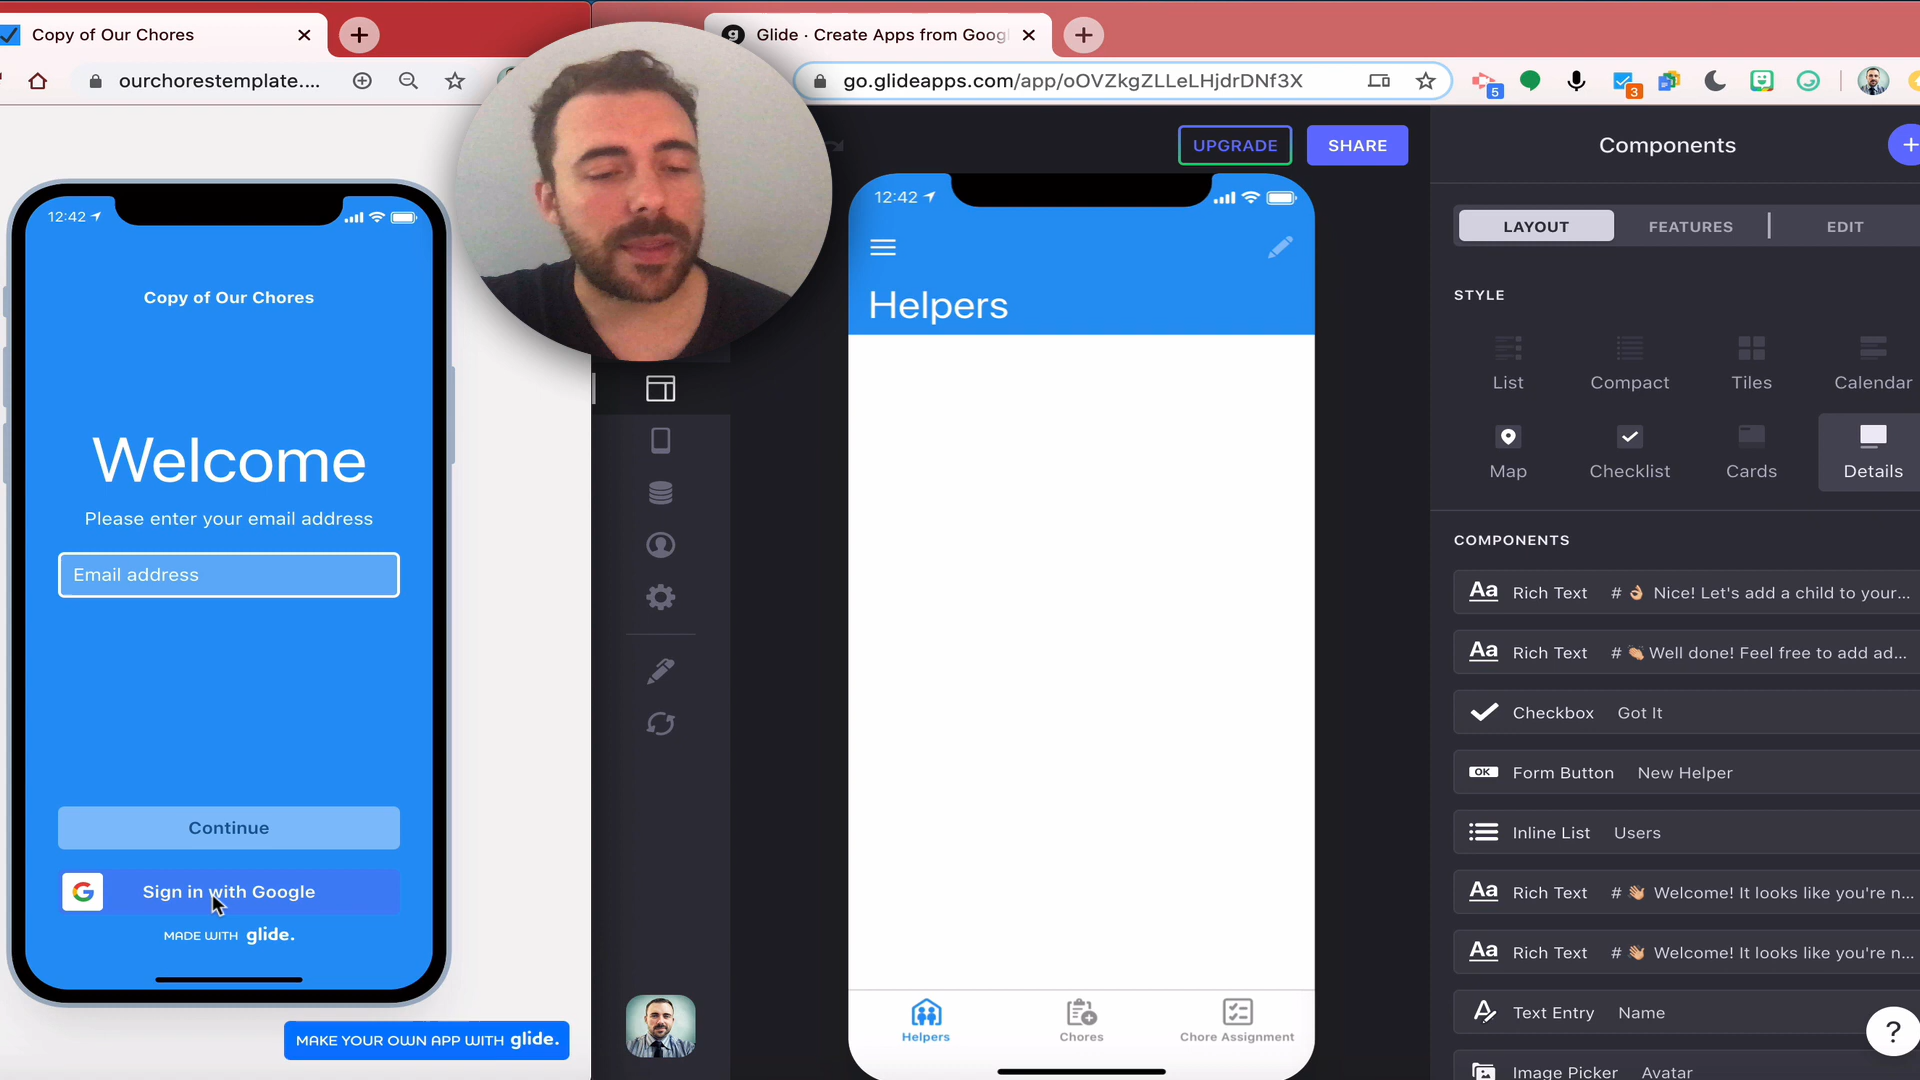 Copy of Our Chores
Glide · Create Apps from Goog
ourchorestemplate....
go.glideapps.com/app/oOVZkgZLLeLHjdrDNf3X
5
3
12:42
Copy of Our Chores
Welcome
Please enter your email address
Email address
Continue
Sign in with Google
MADE WITH glide.
MAKE YOUR OWN APP WITH glide.
UPGRADE
SHARE
12:42
Helpers
Helpers
Chores
Chore Assignment
Components
LAYOUT
FEATURES
EDIT
STYLE
List
Compact
Tiles
Calendar
Map
Checklist
Cards
Details
COMPONENTS
Aa Rich Text # 👌🏼 Nice! Let's add a child to your...
Aa Rich Text # 👏🏼 Well done! Feel free to add ad...
Checkbox Got It
OK Form Button New Helper
Inline List Users
Aa Rich Text # 👋🏼 Welcome! It looks like you're n...
Aa Rich Text # 👋🏼 Welcome! It looks like you're n...
Text Entry Name
Image Picker Avatar
?